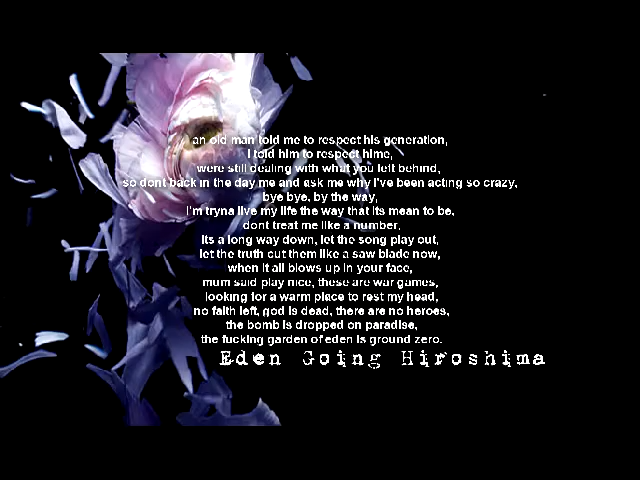 an old man told me to respect his generation,
I told him to respect hime,
were still dealing with what you left behind,
so dont back in the day me and ask me why I've been acting so crazy,
bye bye, by the way,
I'm tryna live my life the way that its mean to be,
dont treat me like a number.
Its a long way down, let the song play out,
let the truth cut them like a saw blade now,
when it all blows up in your face,
mum said play nice, these are war games,
looking for a warm place to rest my head,
no faith left, god is dead, there are no heroes,
the bomb is dropped on paradise,
the fucking garden of eden is ground zero.
Eden Going Hiroshima